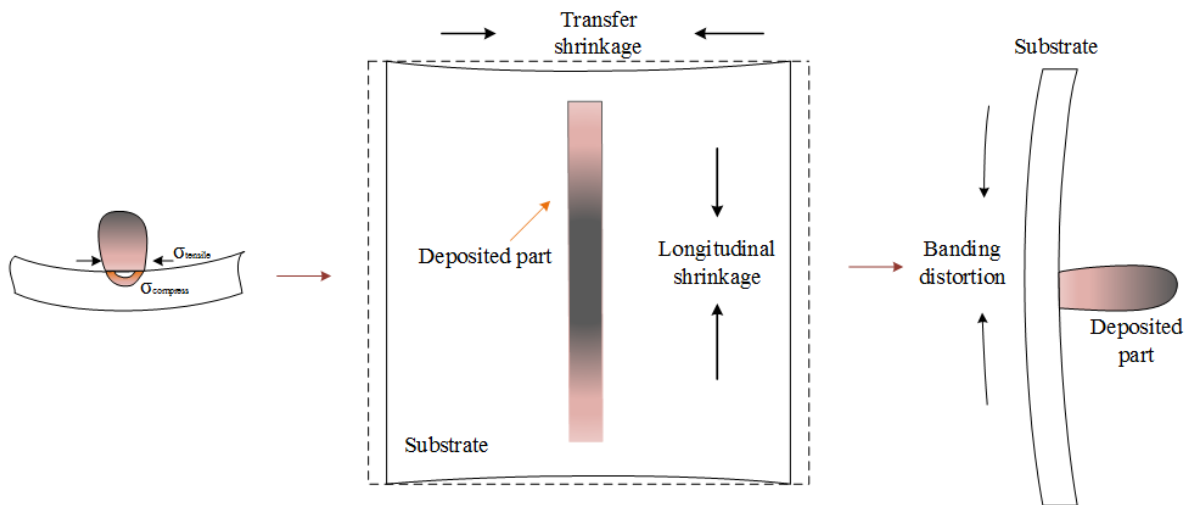 σtensile
σcompress
Transfer
shrinkage
Deposited part
Longitudinal
shrinkage
Substrate
Substrate
Banding
distortion
Deposited
part